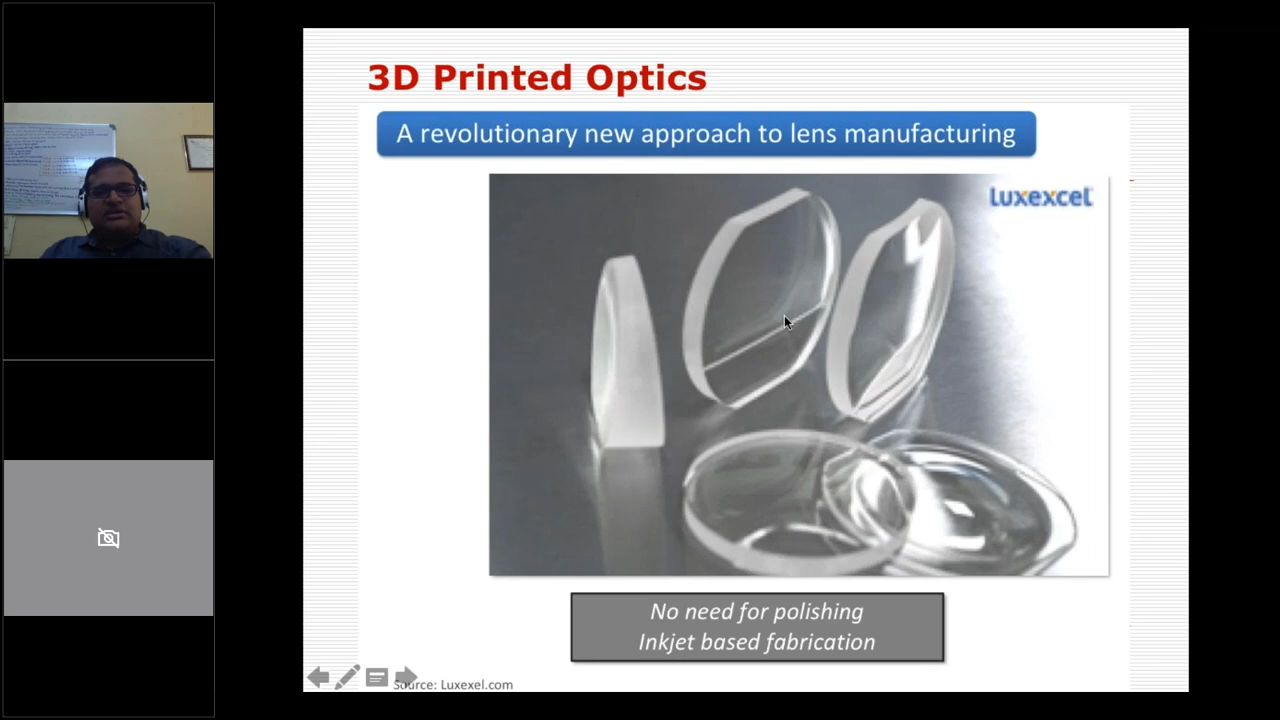 3D Printed Optics
A revolutionary new approach to lens manufacturing
Luxexcel
No need for polishing
Inkjet based fabrication
Source: Luxexel.com